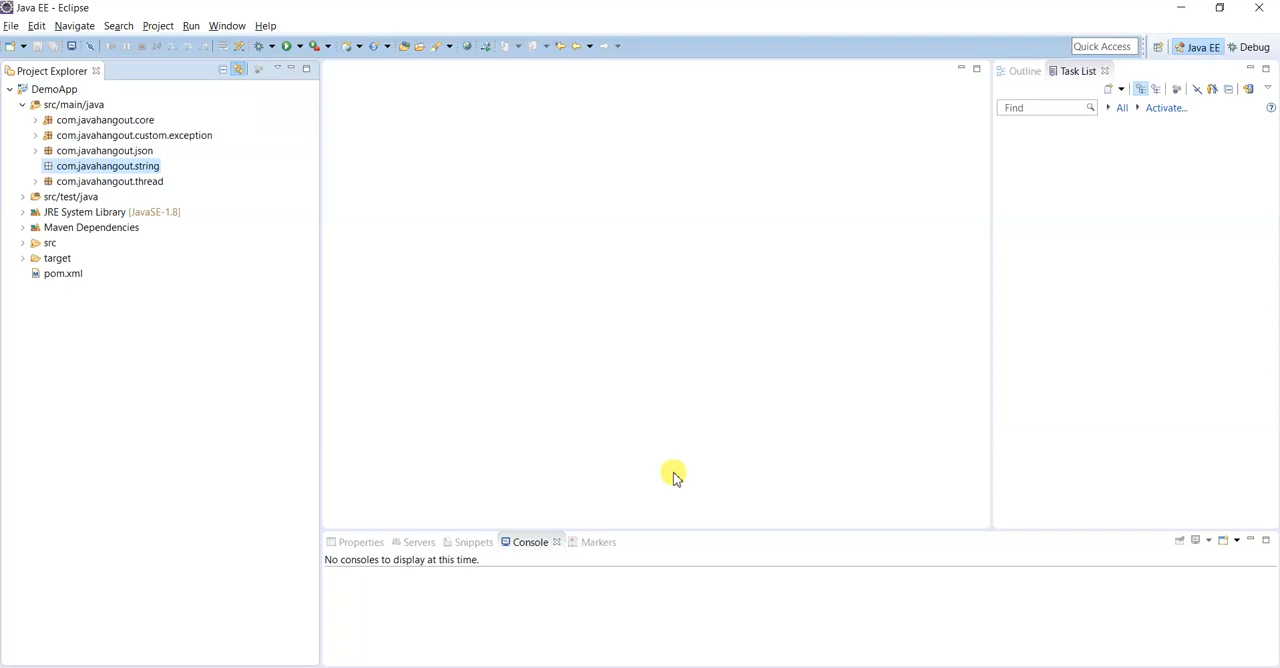 Java EE - Eclipse
File Edit Navigate Search Project Run Window Help
Quick Access Java EE Debug
Project Explorer
DemoApp
src/main/java
com.javahangout.core
com.javahangout.custom.exception
com.javahangout.json
com.javahangout.string
com.javahangout.thread
src/test/java
JRE System Library [JavaSE-1.8]
Maven Dependencies
src
target
pom.xml
Outline Task List
Find All Activate...
Properties Servers Snippets Console Markers
No consoles to display at this time.